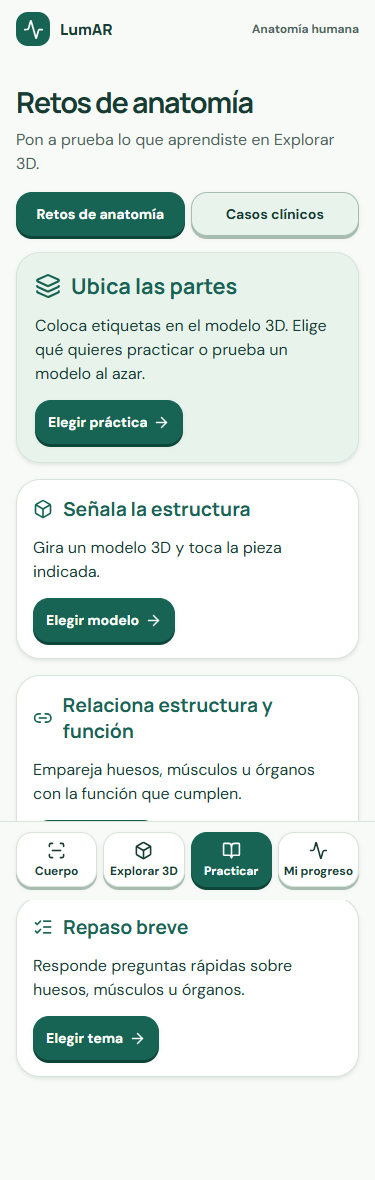 LumAR
Anatomía humana
Retos de anatomía
Pon a prueba lo que aprendiste en Explorar
3D.
Retos de anatomía
Casos clínicos
Ubica las partes
Coloca etiquetas en el modelo 3D. Elige
qué quieres practicar o prueba un
modelo al azar.
Elegir práctica →
Señala la estructura
Gira un modelo 3D y toca la pieza
indicada.
Elegir modelo →
Relaciona estructura y
función
Empareja huesos, músculos u órganos
con la función que cumplen.
Cuerpo
Explorar 3D
Practicar
Mi progreso
Repaso breve
Responde preguntas rápidas sobre
huesos, músculos u órganos.
Elegir tema →